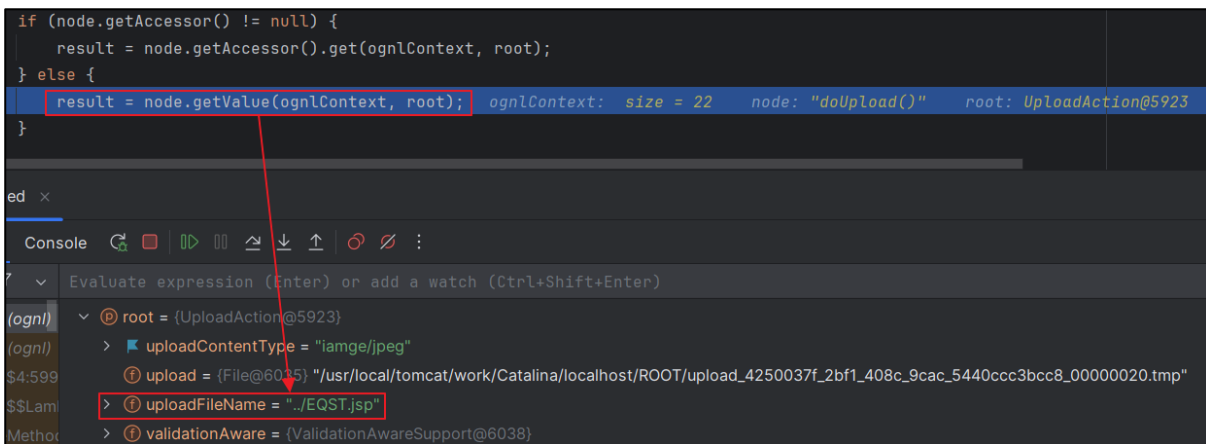 if (node.getAccessor() != null) {
result = node.getAccessor().get(ognlContext, root);
} else {
result = node.getValue(ognlContext, root); ognlContext: size = 22 node: "doUpload()" root: UploadAction@5923
}
ed ×
Console
Evaluate expression (Enter) or add a watch (Ctrl+Shift+Enter)
(ognl) root = {UploadAction@5923}
(ognl) uploadContentType = "iamge/jpeg"
$4:599 upload = {File@6035} "/usr/local/tomcat/work/Catalina/localhost/ROOT/upload_4250037f_2bf1_408c_9cac_5440ccc3bcc8_00000020.tmp"
$$Lam uploadFileName = "../EQST.jsp"
Method validationAware = {ValidationAwareSupport@6038}